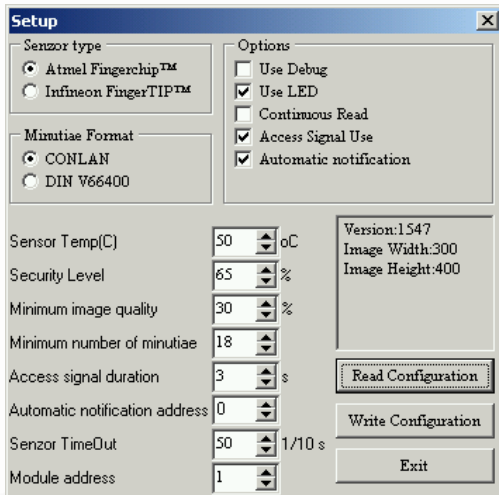 Setup
Senzor type
Atmel Fingerchip™
Infineon FingerTIP™
Minutiae Format
CONLAN
DIN V66400
Options
Use Debug
Use LED
Continuous Read
Access Signal Use
Automatic notification
Sensor Temp(C) 50 oC
Security Level 65 %
Minimum image quality 30 %
Minimum number of minutiae 18
Access signal duration 3 s
Automatic notification address 0
Senzor TimeOut 50 1/10 s
Module address 1
Version:1547
Image Width:300
Image Height:400
Read Configuration
Write Configuration
Exit